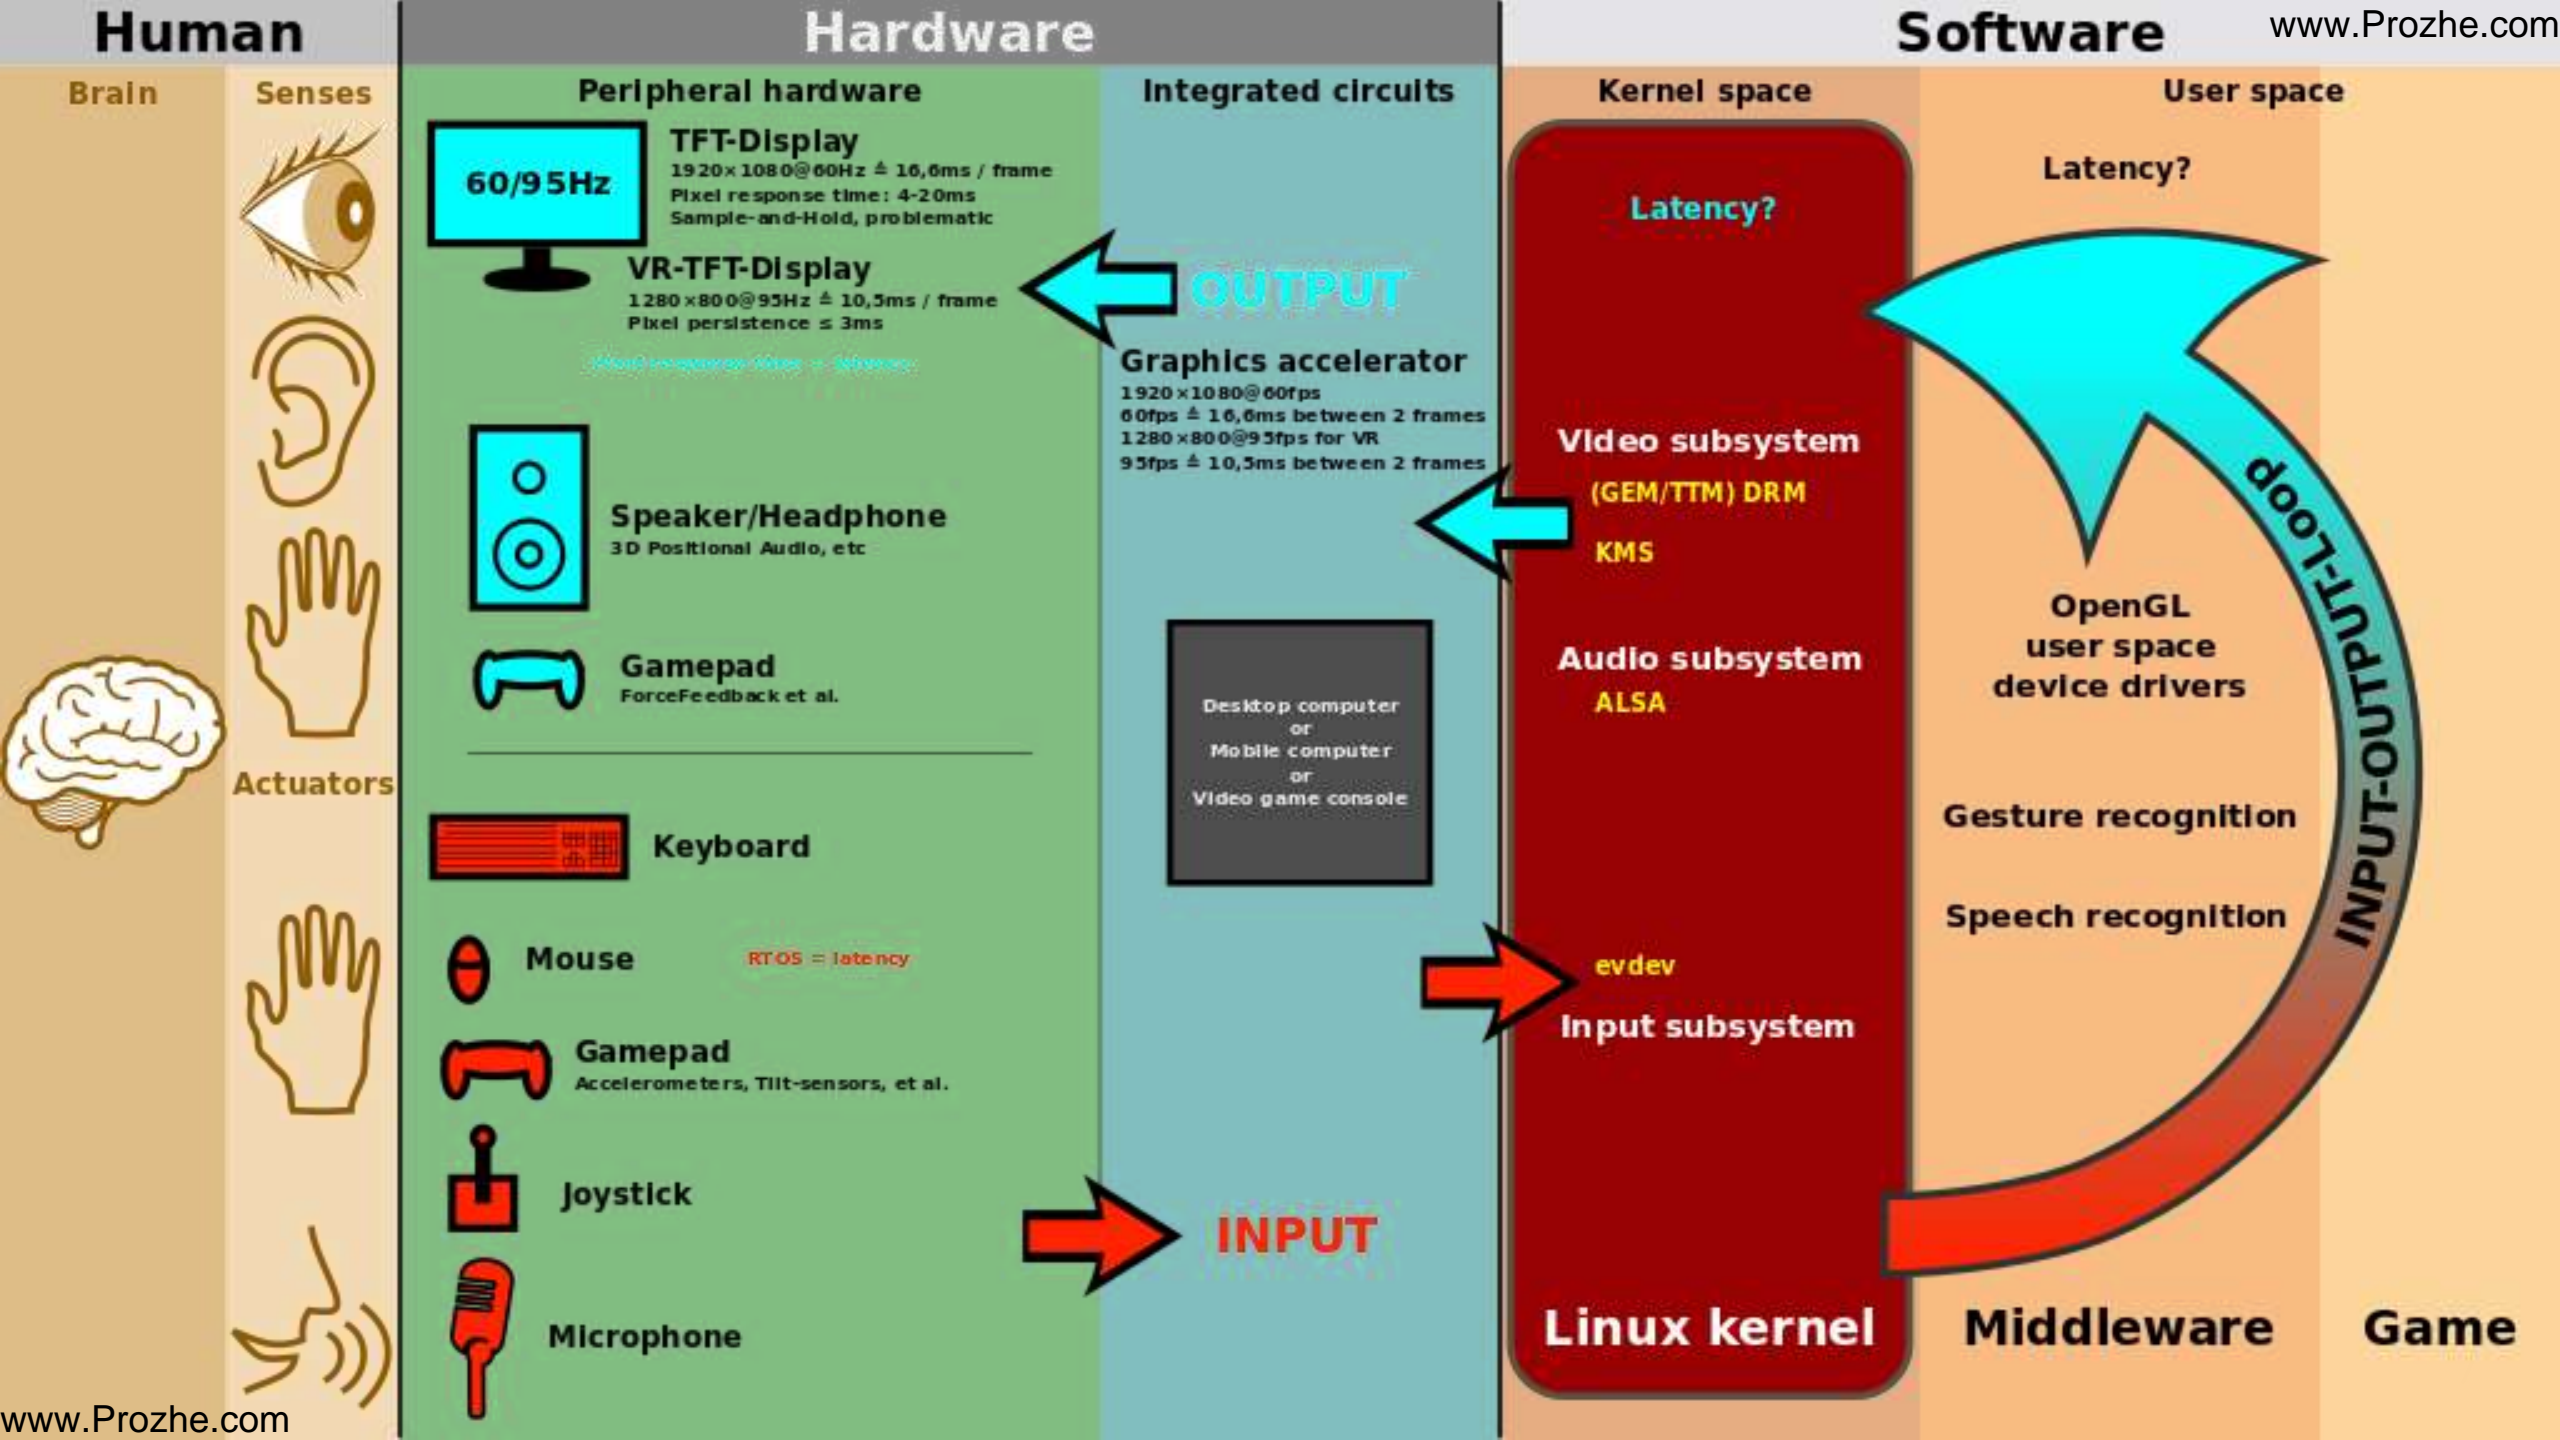 Human
Hardware
Software
www.Prozhe.com
Brain
Senses
Peripheral hardware
Integrated circuits
Kernel space
User space
60/95Hz
TFT-Display
1920×1080@60Hz ≙ 16,6ms / frame
Pixel response time: 4-20ms
Sample-and-Hold, problematic
VR-TFT-Display
1280×800@95Hz ≙ 10,5ms / frame
Pixel persistence ≤ 3ms
OUTPUT
Graphics accelerator
1920×1080@60fps
60fps ≙ 16,6ms between 2 frames
1280×800@95fps for VR
95fps ≙ 10,5ms between 2 frames
Latency?
Latency?
Video subsystem
(GEM/TTM) DRM
KMS
Speaker/Headphone
3D Positional Audio, etc
Gamepad
ForceFeedback et al.
Audio subsystem
ALSA
OpenGL
user space
device drivers
INPUT-OUTPUT-Loop
Desktop computer
or
Mobile computer
or
Video game console
Actuators
Keyboard
Gesture recognition
Speech recognition
Mouse
RTOS = latency
evdev
Input subsystem
Gamepad
Accelerometers, Tilt-sensors, et al.
Joystick
INPUT
Microphone
Linux kernel
Middleware
Game
www.Prozhe.com